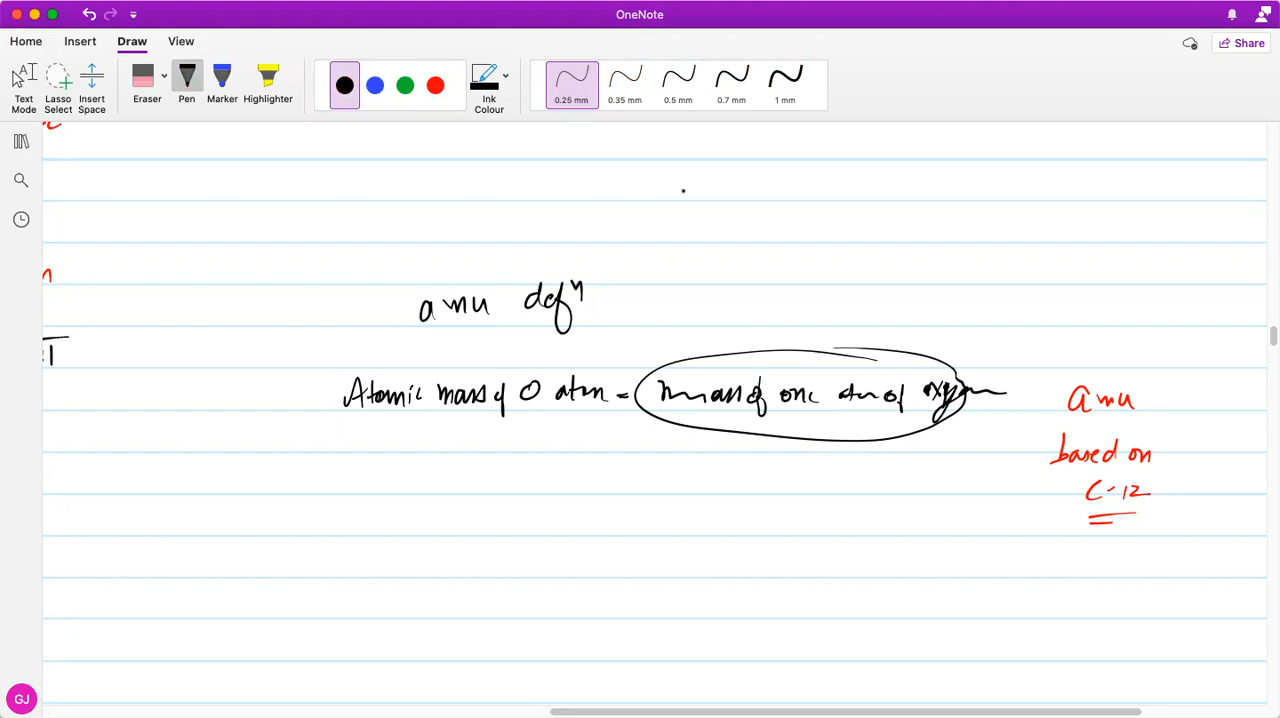 OneNote
Home Insert Draw View
Share
Text Mode
Lasso Select
Insert Space
Eraser
Pen
Marker
Highlighter
Ink Colour
0.25 mm
0.35 mm
0.5 mm
0.7 mm
1 mm
amu defn
Atomic mass of O atom = mass of one atom of oxygen
amu
based on
C-12
GJ